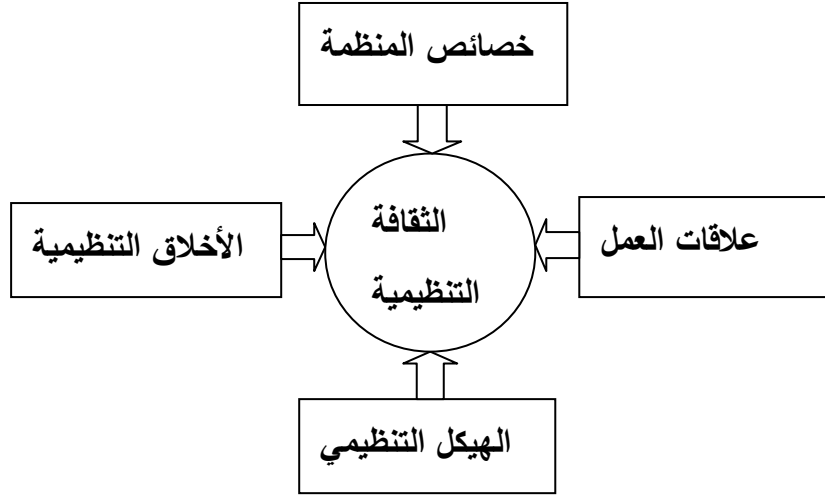 خصائص المنظمة
الثقافة
التنظيمية
علاقات العمل
الأخلاق التنظيمية
الهيكل التنظيمي